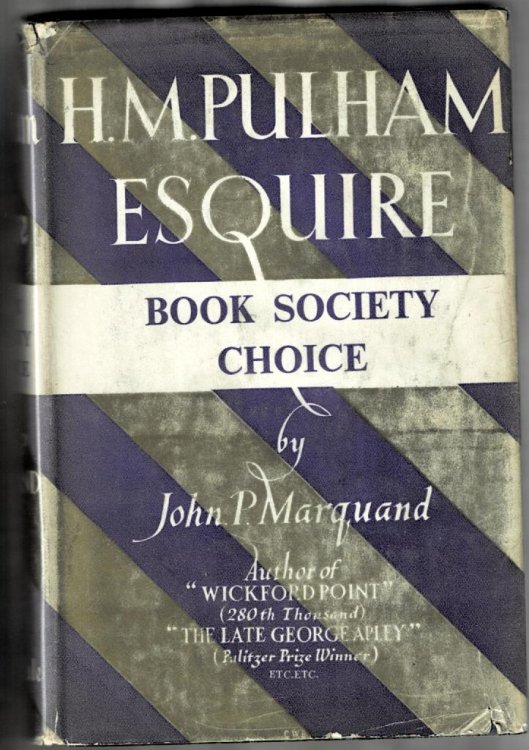 H.M.PULHAM
ESQUIRE
BOOK SOCIETY
CHOICE
by
John P. Marquand
Author of
"WICKFORD POINT"
(280th Thousand)
"THE LATE GEORGE APLEY"
(Pulitzer Prize Winner)
ETC.ETC.